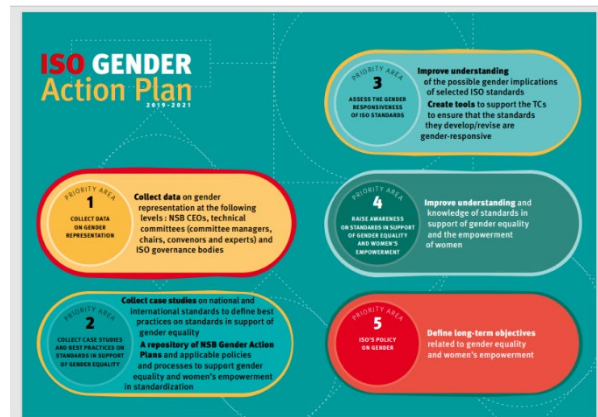 ISO GENDER
Action Plan
2019-2021
PRIORITY AREA
1
COLLECT DATA
ON GENDER
REPRESENTATION
Collect data on gender
representation at the following
levels : NSB CEOs, technical
committees (committee managers,
chairs, convenors and experts) and
ISO governance bodies
PRIORITY AREA
2
COLLECT CASE STUDIES
AND BEST PRACTICES ON
STANDARDS IN SUPPORT
OF GENDER EQUALITY
Collect case studies on national and
international standards to define best
practices on standards in support of
gender equality
A repository of NSB Gender Action
Plans and applicable policies
and processes to support gender
equality and women's empowerment
in standardization
PRIORITY AREA
3
ASSESS THE GENDER
RESPONSIVENESS
OF ISO STANDARDS
Improve understanding
of the possible gender implications
of selected ISO standards
Create tools to support the TCs
to ensure that the standards
they develop/revise are
gender-responsive
PRIORITY AREA
4
RAISE AWARENESS
ON STANDARDS IN SUPPORT
OF GENDER EQUALITY
AND WOMEN'S
EMPOWERMENT
Improve understanding and
knowledge of standards in
support of gender equality
and the empowerment
of women
PRIORITY AREA
5
ISO'S POLICY
ON GENDER
Define long-term objectives
related to gender equality
and women's empowerment